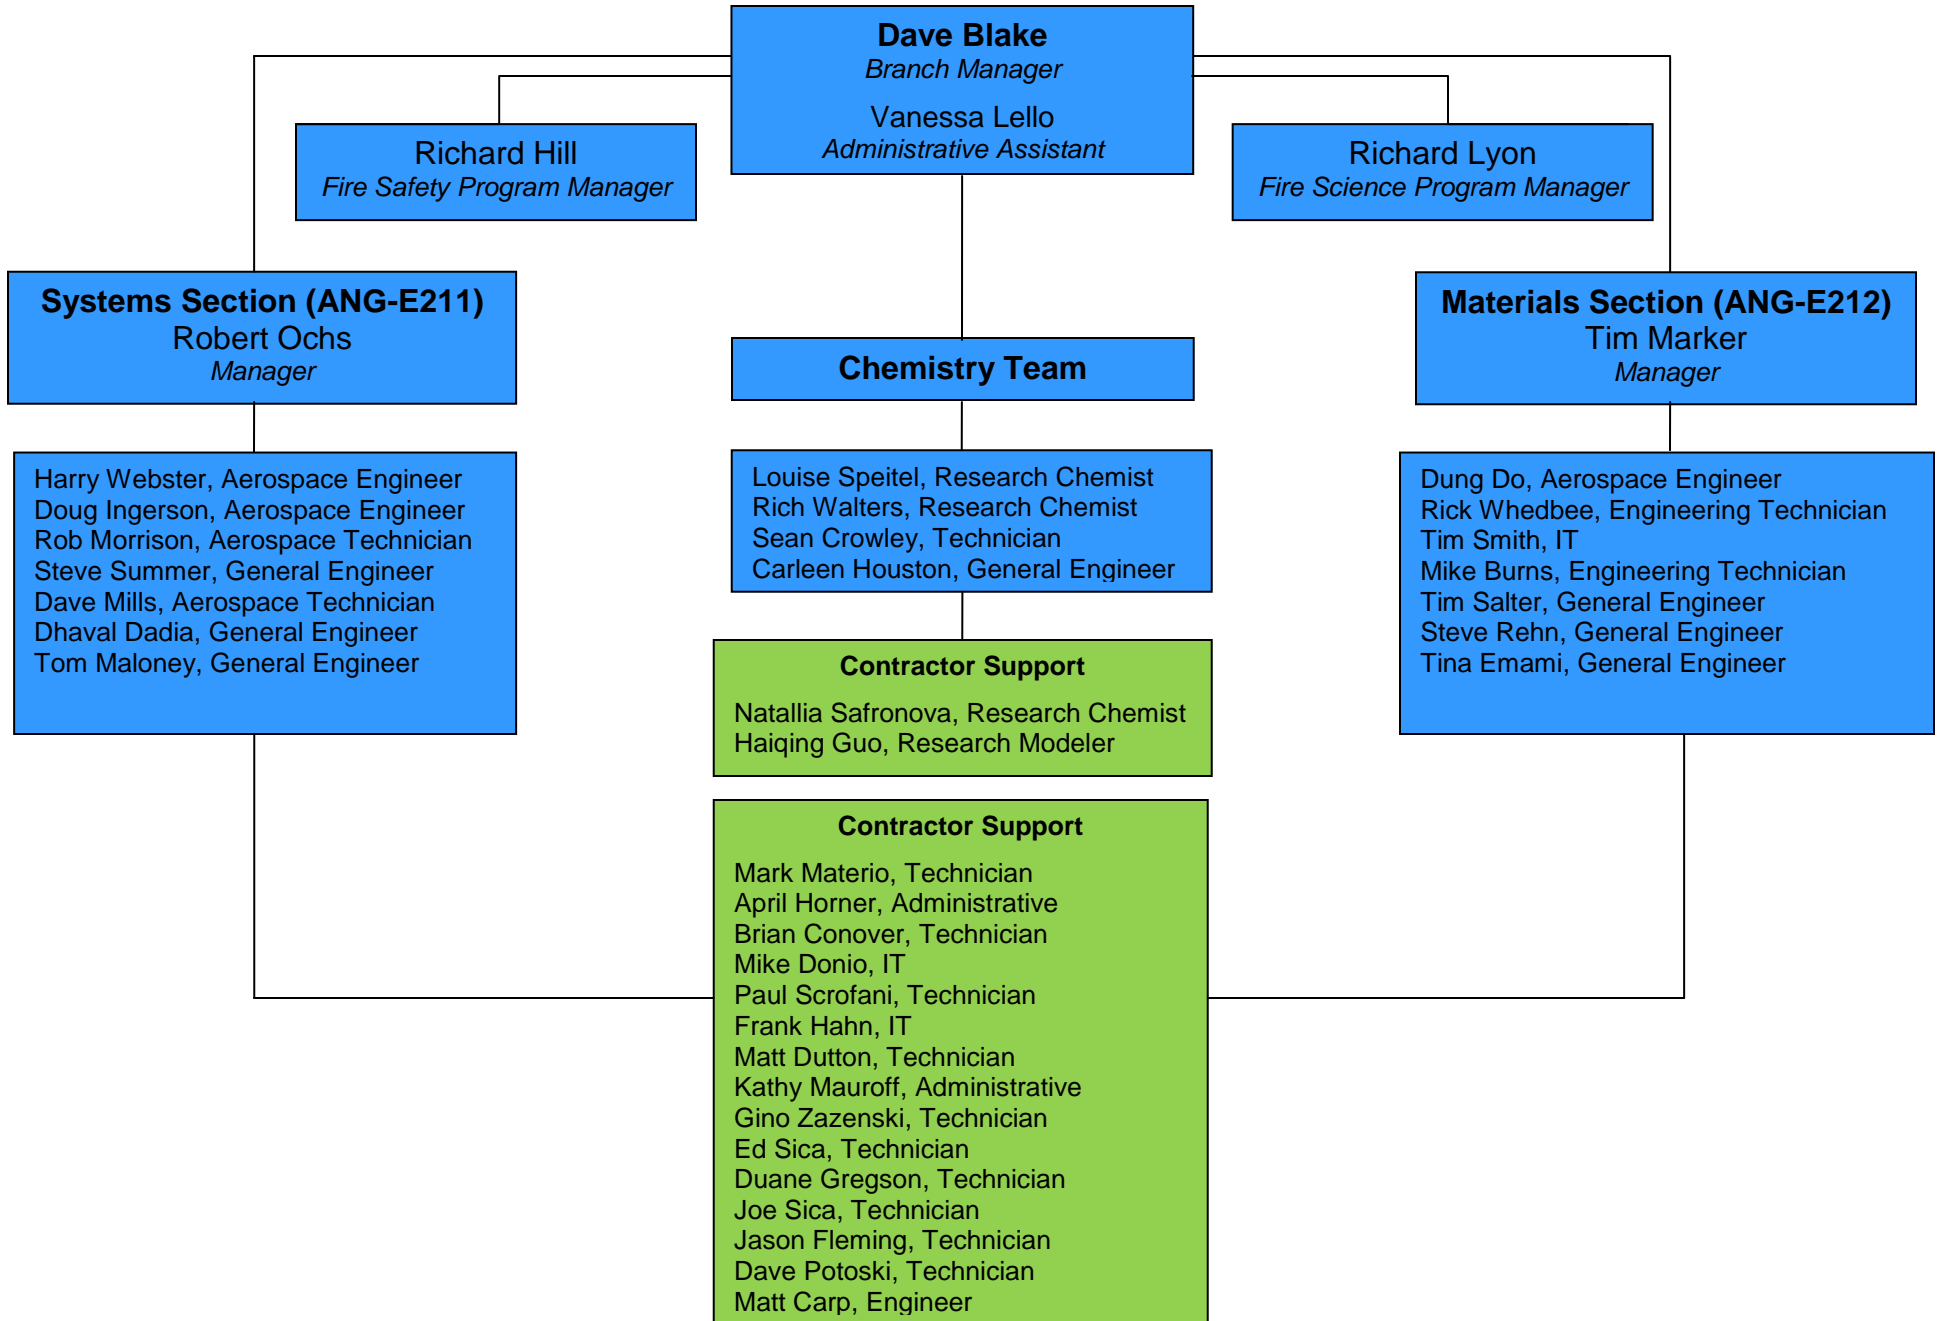 Dave Blake
Branch Manager
Vanessa Lello
Administrative Assistant
Richard Hill
Fire Safety Program Manager
Richard Lyon
Fire Science Program Manager
Systems Section (ANG-E211)
Robert Ochs
Manager
Chemistry Team
Materials Section (ANG-E212)
Tim Marker
Manager
Harry Webster, Aerospace Engineer
Doug Ingerson, Aerospace Engineer
Rob Morrison, Aerospace Technician
Steve Summer, General Engineer
Dave Mills, Aerospace Technician
Dhaval Dadia, General Engineer
Tom Maloney, General Engineer
Louise Speitel, Research Chemist
Rich Walters, Research Chemist
Sean Crowley, Technician
Carleen Houston, General Engineer
Dung Do, Aerospace Engineer
Rick Whedbee, Engineering Technician
Tim Smith, IT
Mike Burns, Engineering Technician
Tim Salter, General Engineer
Steve Rehn, General Engineer
Tina Emami, General Engineer
Contractor Support
Natallia Safronova, Research Chemist
Haiqing Guo, Research Modeler
Contractor Support
Mark Materio, Technician
April Horner, Administrative
Brian Conover, Technician
Mike Donio, IT
Paul Scrofani, Technician
Frank Hahn, IT
Matt Dutton, Technician
Kathy Mauroff, Administrative
Gino Zazenski, Technician
Ed Sica, Technician
Duane Gregson, Technician
Joe Sica, Technician
Jason Fleming, Technician
Dave Potoski, Technician
Matt Carp, Engineer